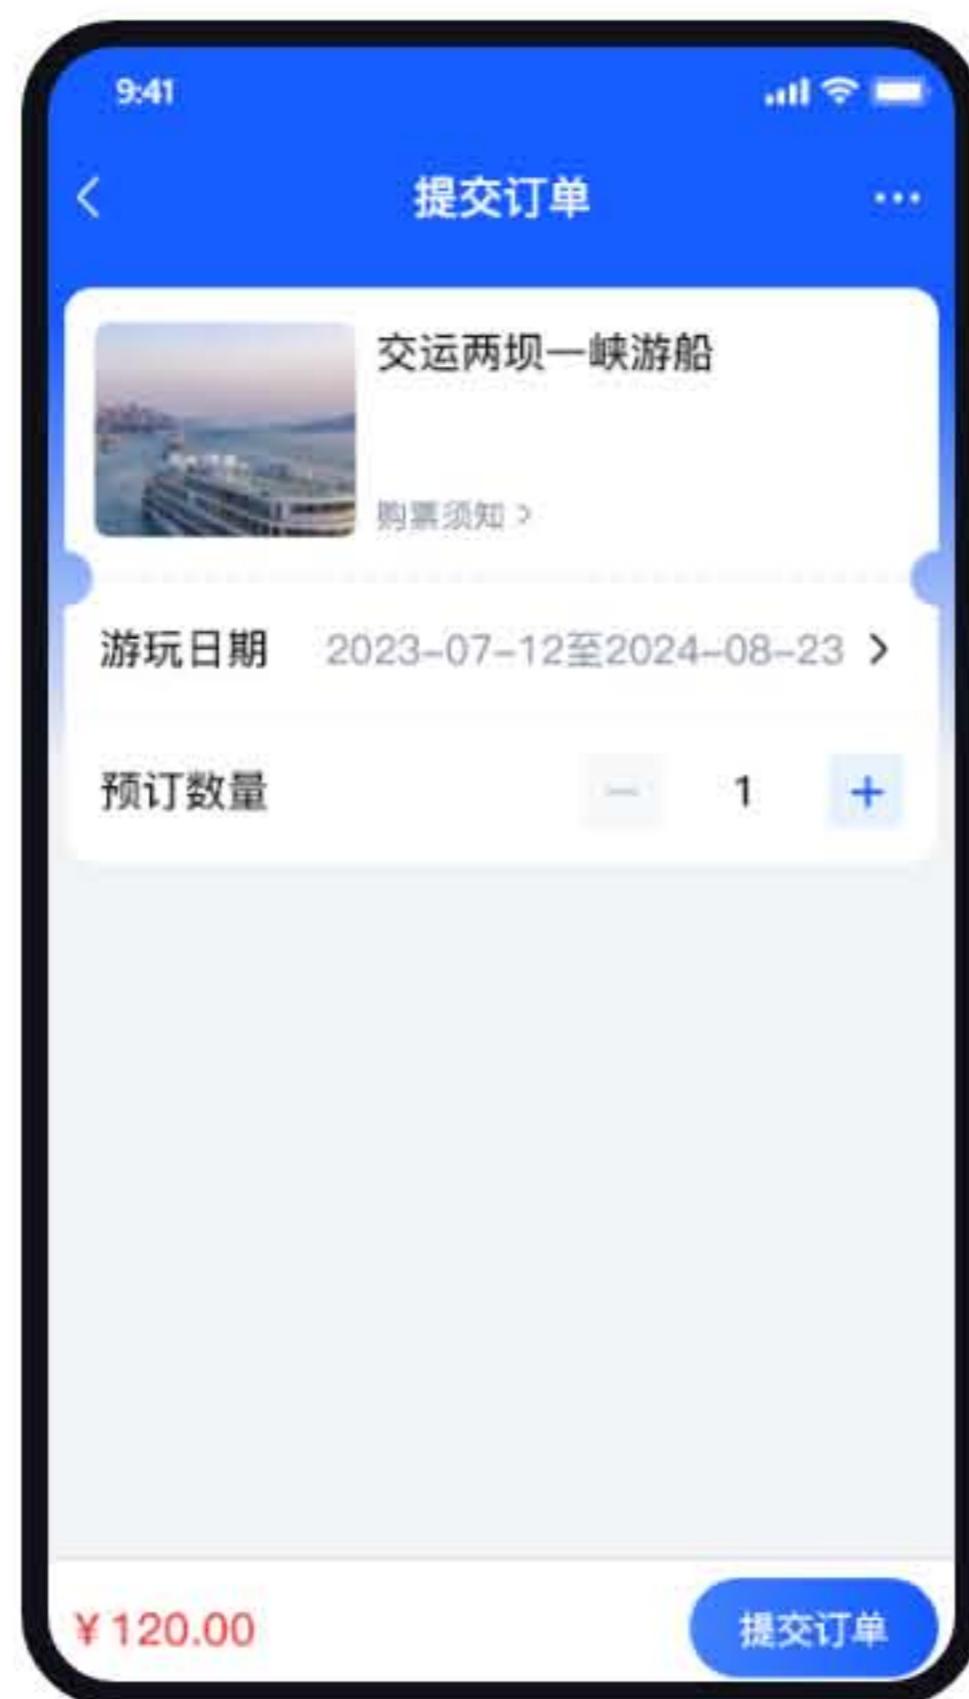 9:41
提交订单
交运两坝一峡游船
购票须知
游玩日期 2023-07-12至2024-08-23
预订数量 1
¥120.00 提交订单